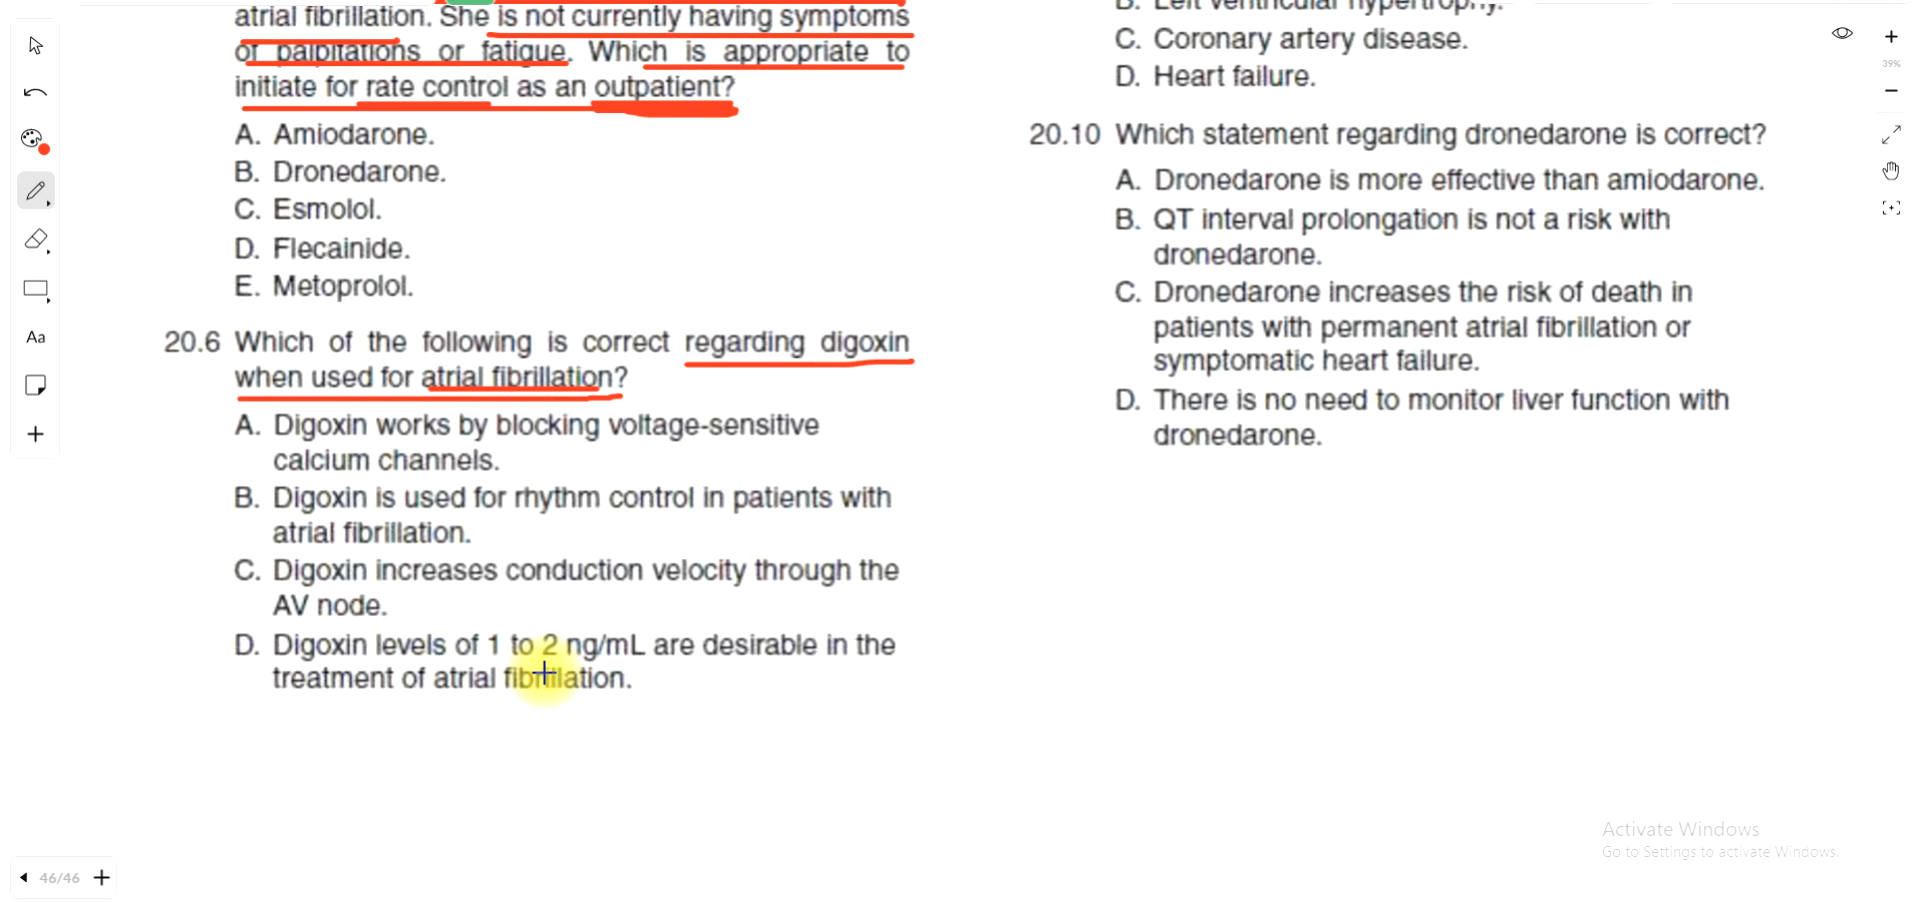 atrial fibrillation. She is not currently having symptoms
of palpitations or fatigue. Which is appropriate to
initiate for rate control as an outpatient?
A. Amiodarone.
B. Dronedarone.
C. Esmolol.
D. Flecainide.
E. Metoprolol.
20.6 Which of the following is correct regarding digoxin
when used for atrial fibrillation?
A. Digoxin works by blocking voltage-sensitive
calcium channels.
B. Digoxin is used for rhythm control in patients with
atrial fibrillation.
C. Digoxin increases conduction velocity through the
AV node.
D. Digoxin levels of 1 to 2 ng/mL are desirable in the
treatment of atrial fibrillation.
B. Left ventricular hypertrophy.
C. Coronary artery disease.
D. Heart failure.
20.10 Which statement regarding dronedarone is correct?
A. Dronedarone is more effective than amiodarone.
B. QT interval prolongation is not a risk with
dronedarone.
C. Dronedarone increases the risk of death in
patients with permanent atrial fibrillation or
symptomatic heart failure.
D. There is no need to monitor liver function with
dronedarone.
Aa
39%
46/46
Activate Windows
Go to Settings to activate Windows.